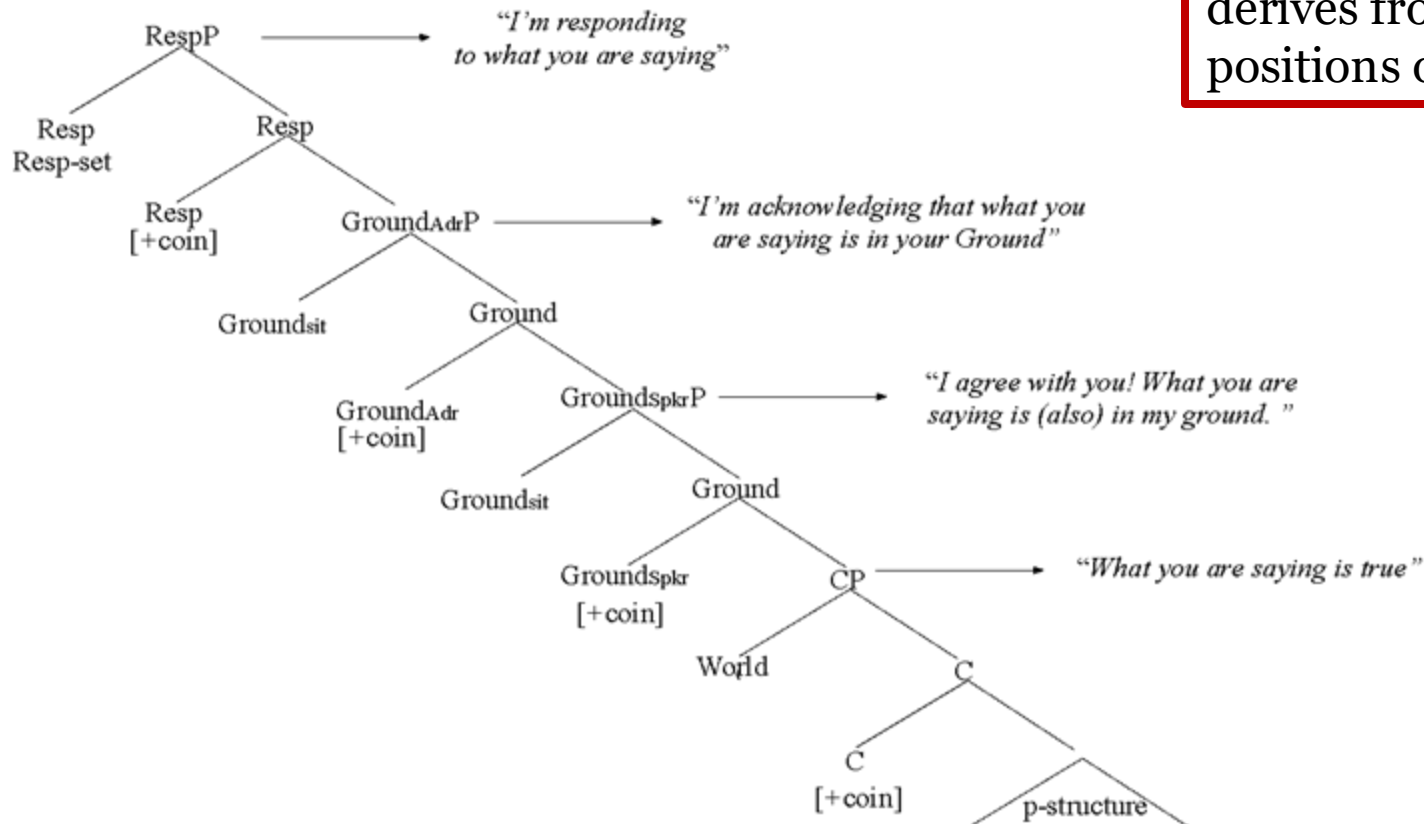 derives fro
positions o
RespP
"I'm responding
to what you are saying"
Resp
Resp-set
Resp
Resp
[+coin]
GroundAdrP
"I'm acknowledging that what you
are saying is in your Ground"
Groundsit
Ground
GroundAdr
[+coin]
GroundspkrP
"I agree with you! What you are
saying is (also) in my ground. "
Groundsit
Ground
Groundspkr
[+coin]
CP
"What you are saying is true"
World
C
C
[+coin]
p-structure